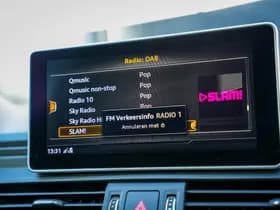 Radio: DAB
Qmusic Pop
Qmusic non-stop Pop
Radio 10 Pop
Sky Radio Pop
Sky Radio
SLAM!
SLAM!
FM Verkeersinfo RADIO 1
Annuleren met
13:31